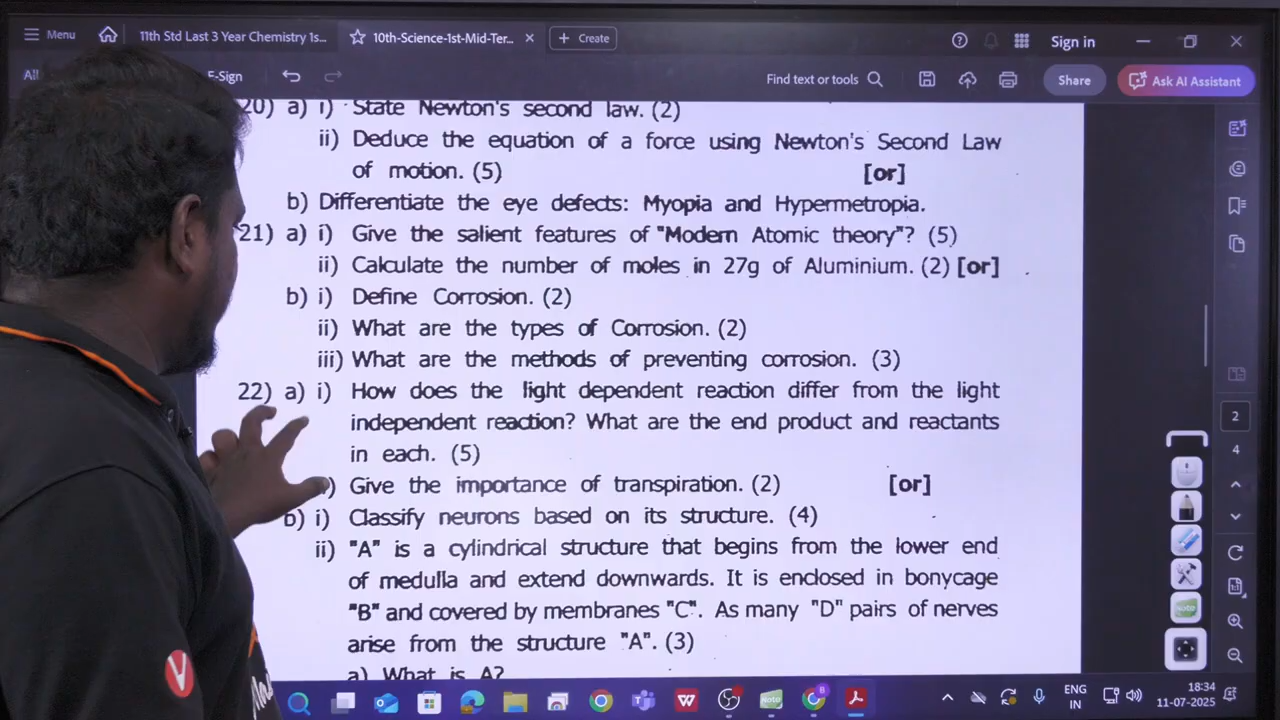 Menu
11th Std Last 3 Year Chemistry 1s...
10th-Science-1st-Mid-Ter...
Create
Sign in
All
E-Sign
Find text or tools
Share
Ask AI Assistant
20) a) i) State Newton's second law. (2)
ii) Deduce the equation of a force using Newton's Second Law
of motion. (5) [or]
b) Differentiate the eye defects: Myopia and Hypermetropia.
21) a) i) Give the salient features of "Modern Atomic theory"? (5)
ii) Calculate the number of moles in 27g of Aluminium. (2) [or]
b) i) Define Corrosion. (2)
ii) What are the types of Corrosion. (2)
iii) What are the methods of preventing corrosion. (3)
22) a) i) How does the light dependent reaction differ from the light
independent reaction? What are the end product and reactants
in each. (5)
) Give the importance of transpiration. (2) [or]
b) i) Classify neurons based on its structure. (4)
ii) "A" is a cylindrical structure that begins from the lower end
of medulla and extend downwards. It is enclosed in bonycage
"B" and covered by membranes "C". As many "D" pairs of nerves
arise from the structure "A". (3)
a) What is A?
2
4
1:1
Note
V
Note
ENG
IN
18:34
11-07-2025